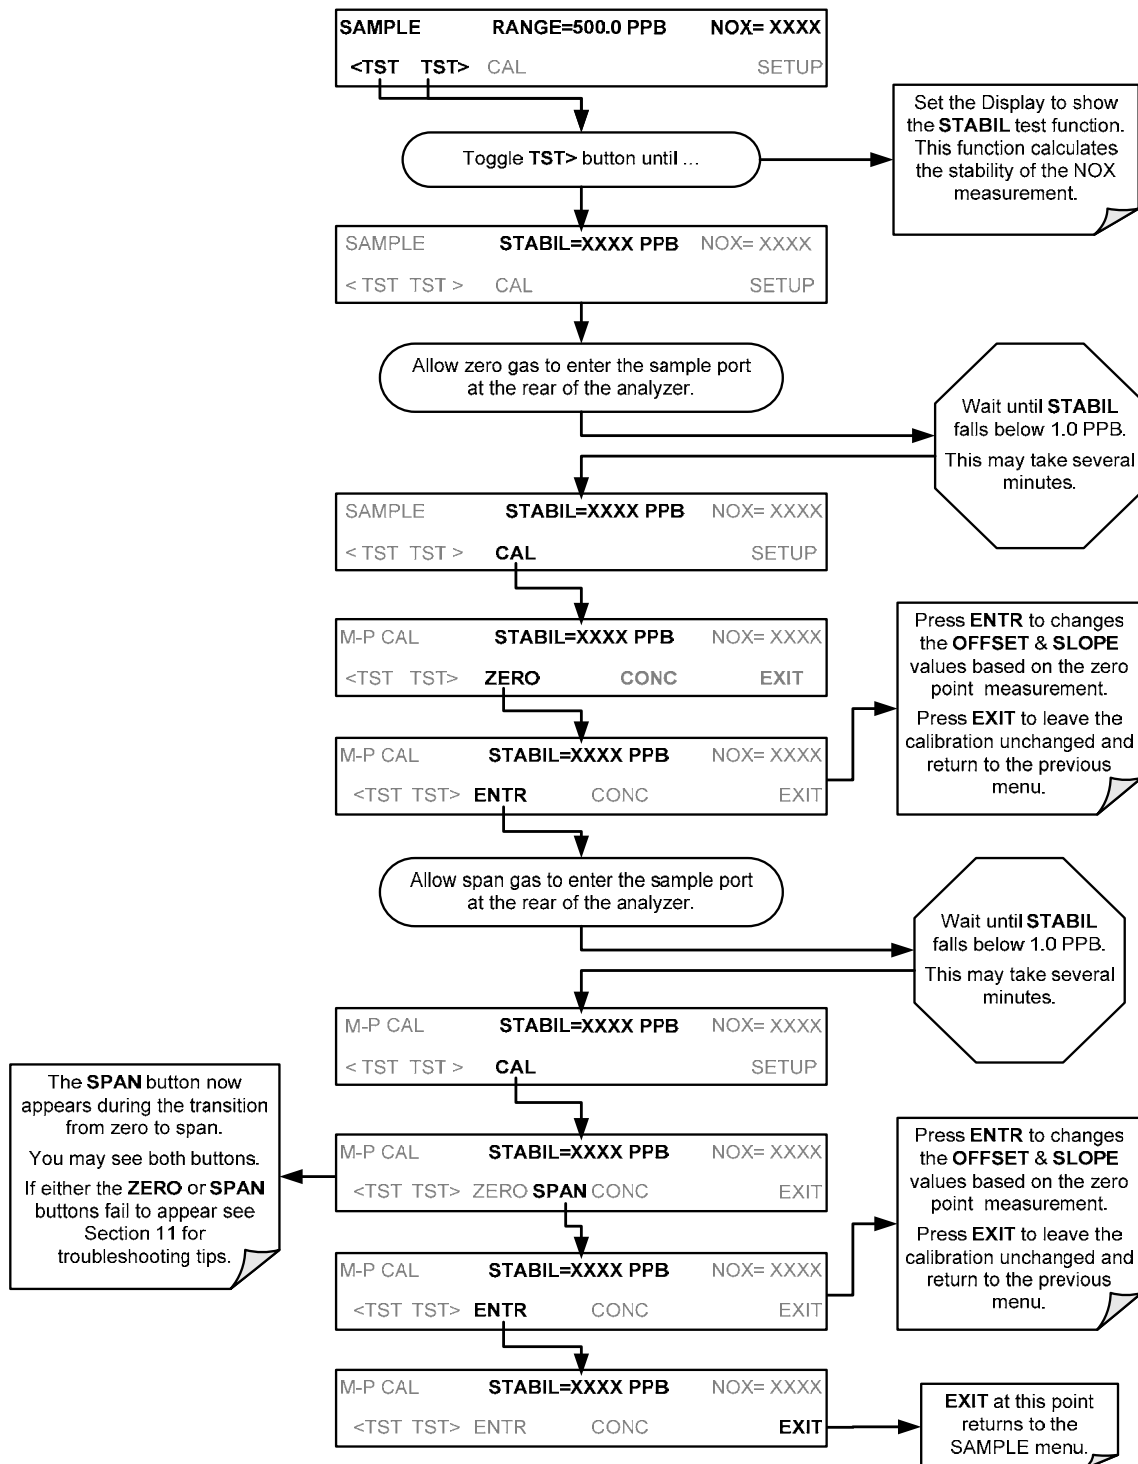 SAMPLE RANGE=500.0 PPB NOX= XXXX
<TST TST> CAL SETUP
Set the Display to show
the STABIL test function.
This function calculates
the stability of the NOX
measurement.
Toggle TST> button until ...
SAMPLE STABIL=XXXX PPB NOX= XXXX
< TST TST > CAL SETUP
Allow zero gas to enter the sample port
at the rear of the analyzer.
Wait until STABIL
falls below 1.0 PPB.
This may take several
minutes.
SAMPLE STABIL=XXXX PPB NOX= XXXX
< TST TST > CAL SETUP
M-P CAL STABIL=XXXX PPB NOX= XXXX
<TST TST> ZERO CONC EXIT
Press ENTR to changes
the OFFSET & SLOPE
values based on the zero
point measurement.
Press EXIT to leave the
calibration unchanged and
return to the previous
menu.
M-P CAL STABIL=XXXX PPB NOX= XXXX
<TST TST> ENTR CONC EXIT
Allow span gas to enter the sample port
at the rear of the analyzer.
Wait until STABIL
falls below 1.0 PPB.
This may take several
minutes.
M-P CAL STABIL=XXXX PPB NOX= XXXX
< TST TST > CAL SETUP
The SPAN button now
appears during the transition
from zero to span.
You may see both buttons.
If either the ZERO or SPAN
buttons fail to appear see
Section 11 for
troubleshooting tips.
M-P CAL STABIL=XXXX PPB NOX= XXXX
<TST TST> ZERO SPAN CONC EXIT
Press ENTR to changes
the OFFSET & SLOPE
values based on the zero
point measurement.
Press EXIT to leave the
calibration unchanged and
return to the previous
menu.
M-P CAL STABIL=XXXX PPB NOX= XXXX
<TST TST> ENTR CONC EXIT
M-P CAL STABIL=XXXX PPB NOX= XXXX
<TST TST> ENTR CONC EXIT
EXIT at this point
returns to the
SAMPLE menu.